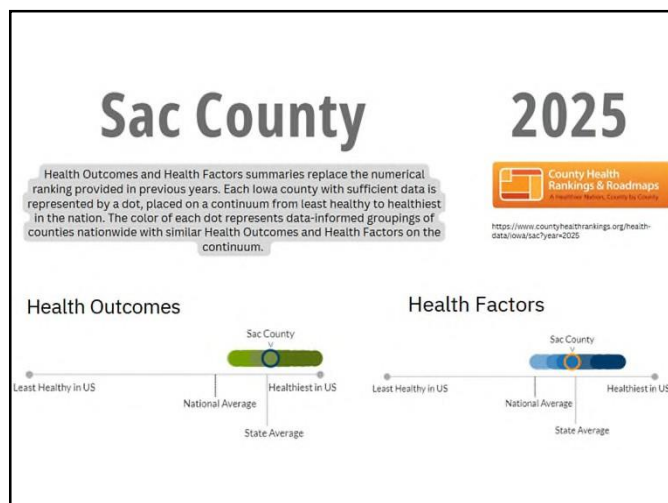 Sac County
2025
Health Outcomes and Health Factors summaries replace the numerical
ranking provided in previous years. Each Iowa county with sufficient data is
represented by a dot, placed on a continuum from least healthy to healthiest
in the nation. The color of each dot represents data-informed groupings of
counties nationwide with similar Health Outcomes and Health Factors on the
continuum.
County Health
Rankings & Roadmaps
A Healthier Nation, County by County
https://www.countyhealthrankings.org/health-
data/iowa/sac?year=2025
Health Outcomes
Sac County
Least Healthy in US
Healthiest in US
National Average
State Average
Health Factors
Sac County
Least Healthy in US
Healthiest in US
National Average
State Average